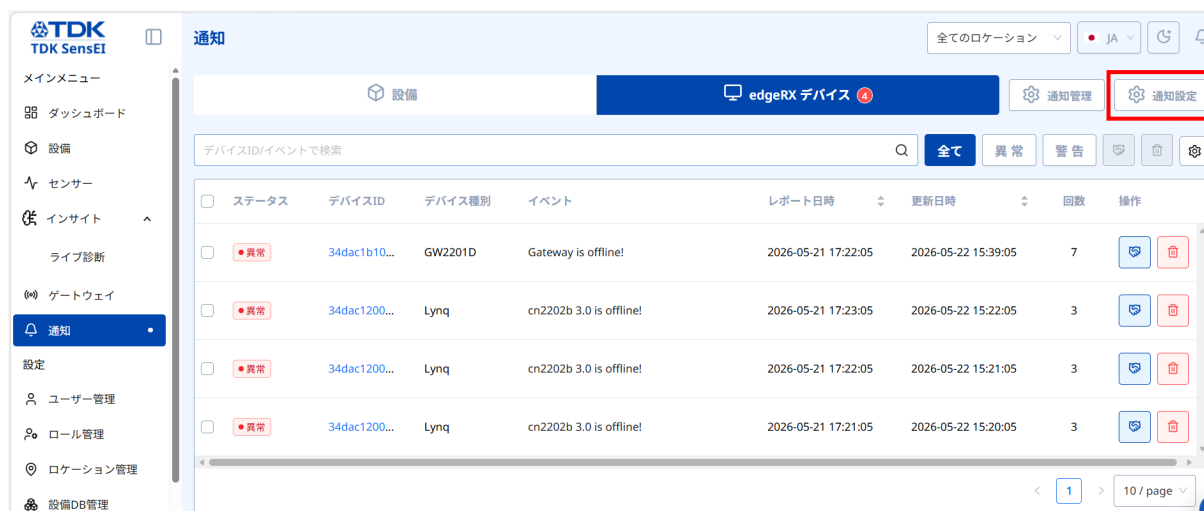 TDK
TDK SensEI
通知
全てのロケーション
JA
メインメニュー
ダッシュボード
設備
センサー
インサイト
ライブ診断
ゲートウェイ
通知
設定
ユーザー管理
ロール管理
ロケーション管理
設備DB管理
設備
edgeRX デバイス 4
通知管理
通知設定
デバイスID/イベントで検索
全て
異常
警告
ステータス デバイスID デバイス種別 イベント レポート日時 更新日時 回数 操作
異常 34dac1b10... GW2201D Gateway is offline! 2026-05-21 17:22:05 2026-05-22 15:39:05 7
異常 34dac1200... Lynq cn2202b 3.0 is offline! 2026-05-21 17:23:05 2026-05-22 15:22:05 3
異常 34dac1200... Lynq cn2202b 3.0 is offline! 2026-05-21 17:22:05 2026-05-22 15:21:05 3
異常 34dac1200... Lynq cn2202b 3.0 is offline! 2026-05-21 17:21:05 2026-05-22 15:20:05 3
< 1 > 10 / page